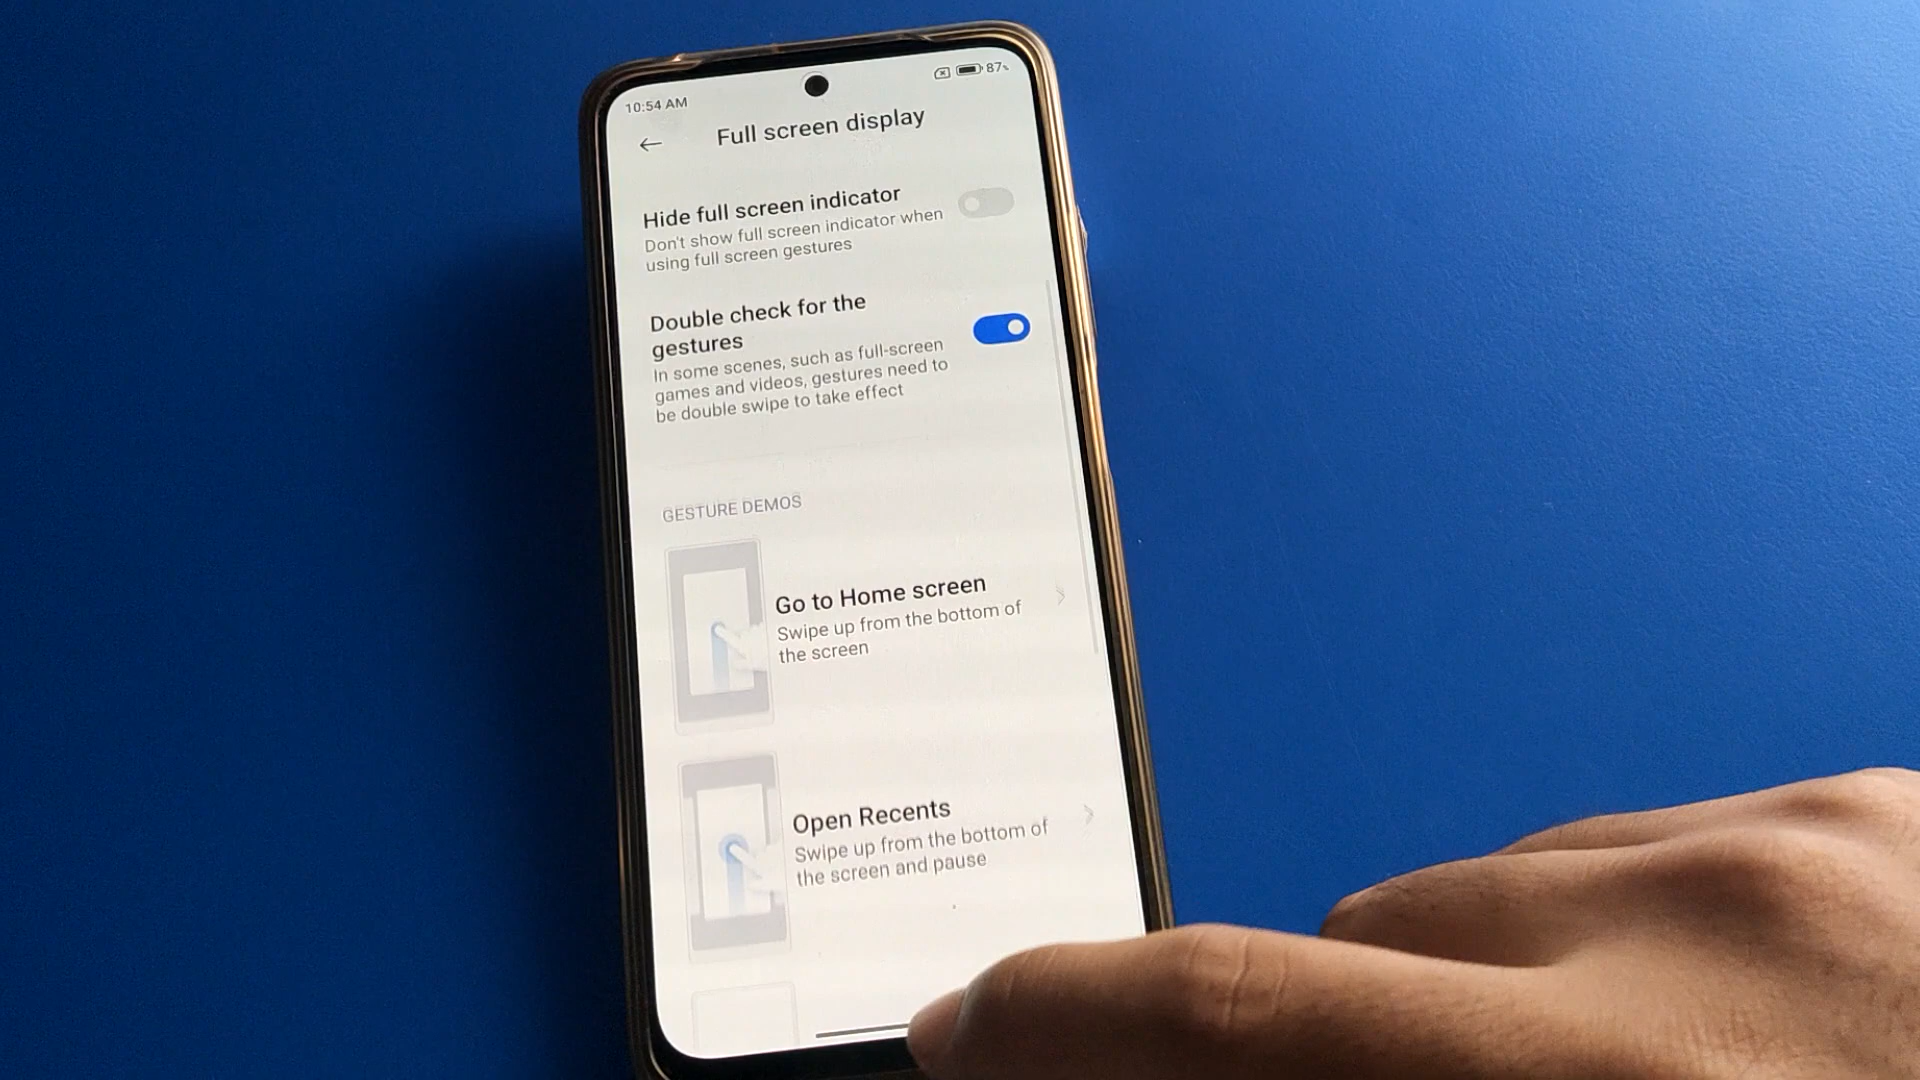 10:54 AM
87%
Full screen display
Hide full screen indicator
Don't show full screen indicator when
using full screen gestures
Double check for the
gestures
In some scenes, such as full-screen
games and videos, gestures need to
be double swipe to take effect
GESTURE DEMOS
Go to Home screen
Swipe up from the bottom of
the screen
Open Recents
Swipe up from the bottom of
the screen and pause